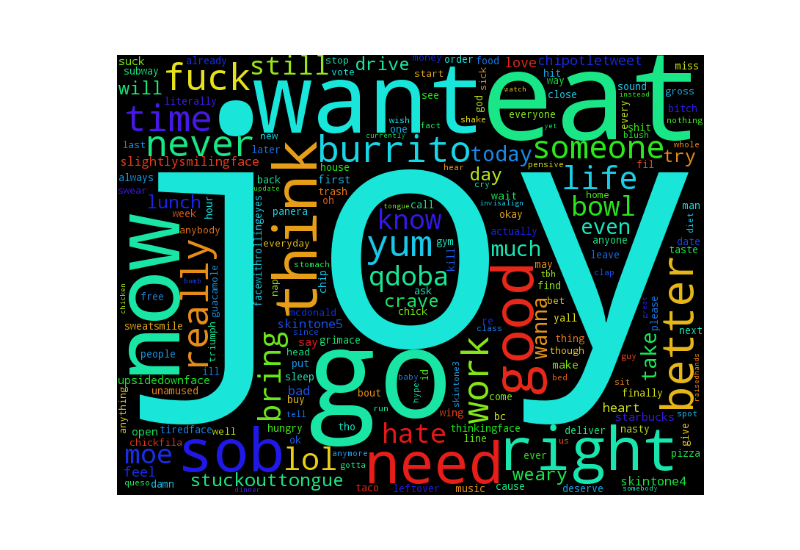 joy
want
eat
go
now
need
right
sob
good
think
better
burrito
someone
never
time
fuck
still
drive
will
suck
already
subway
literally
stop
money
order
food
love
chipotletweet
miss
vote
start
see
god
sick
hit
way
instead
close
sound
every
gross
watch
bitch
shake
everyone
yet
shit
blush
nothing
wish
one
fact
currently
last
new
later
slightlysmilingface
house
today
try
whole
fil
hear
pensive
always
back
first
day
cry
life
swear
update
trash
oh
tongue
call
wait
invisalign
okay
home
bowl
man
diet
lunch
week
hour
panera
know
gym
actually
even
anyone
date
taste
leave
anybody
everyday
facewithrollingeyes
yum
much
kill
really
stomach
chip
nap
qdoba
ask
may
tbh
find
clap
chicken
free
bomb
guacamole
crave
chick
bet
yall
please
take
mcdonald
skintone5
since
re
class
wanna
thing
though
next
great
sweatsmile
triumph
people
ill
say
grimace
head
put
sleep
work
skintone3
make
guy
bed
sit
raisedhands
upsidedownface
unamused
bring
bad
buy
bout
baby
hype
id
run
come
finally
heart
starbucks
spot
anything
tell
tho
wing
bc
us
give
nasty
open
tiredface
well
hungry
ok
hate
line
thinkingface
deliver
pizza
chickfila
moe
feel
lol
anymore
gotta
ever
weary
queso
damn
stuckouttongue
dinner
taco
leftover
music
cause
deserve
somebody
skintone4